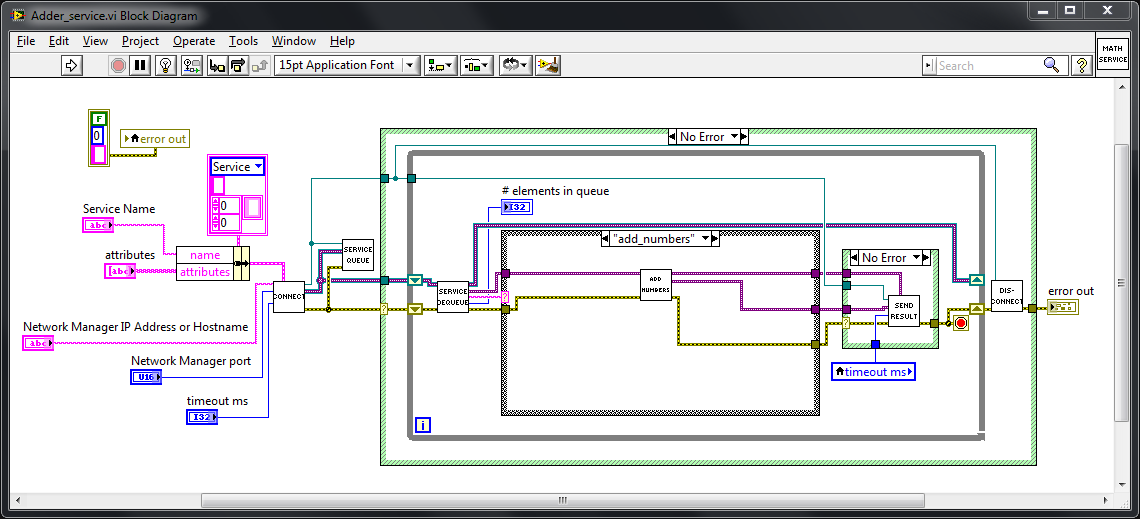 Adder_service.vi Block Diagram
File Edit View Project Operate Tools Window Help
15pt Application Font
Search
MATH
SERVICE
No Error
F
0
error out
Service
0
0
# elements in queue
I32
Service Name
abc
"add_numbers"
attributes
abc
name
attributes
SERVICE
QUEUE
No Error
CONNECT
SERVICE
DEQUEUE
ADD
NUMBERS
SEND
RESULT
DIS-
CONNECT
error out
Network Manager IP Address or Hostname
abc
Network Manager port
U16
timeout ms
I32
timeout ms
i